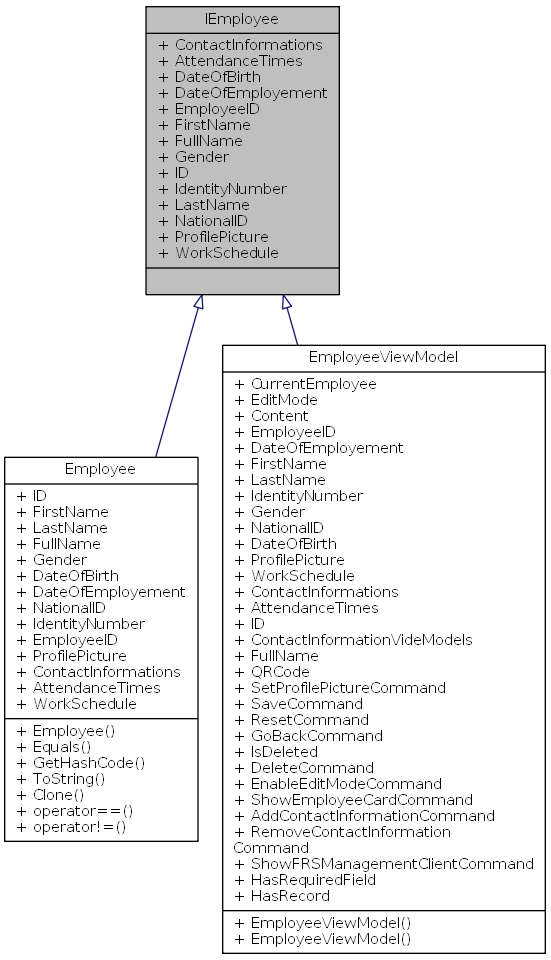 IEmployee
+ ContactInformations
+ AttendanceTimes
+ DateOfBirth
+ DateOfEmployement
+ EmployeeID
+ FirstName
+ FullName
+ Gender
+ ID
+ IdentityNumber
+ LastName
+ NationalID
+ ProfilePicture
+ WorkSchedule
Employee
+ ID
+ FirstName
+ LastName
+ FullName
+ Gender
+ DateOfBirth
+ DateOfEmployement
+ NationalID
+ IdentityNumber
+ EmployeeID
+ ProfilePicture
+ ContactInformations
+ AttendanceTimes
+ WorkSchedule
+ Employee()
+ Equals()
+ GetHashCode()
+ ToString()
+ Clone()
+ operator==()
+ operator!=()
EmployeeViewModel
+ CurrentEmployee
+ EditMode
+ Content
+ EmployeeID
+ DateOfEmployement
+ FirstName
+ LastName
+ IdentityNumber
+ Gender
+ NationalID
+ DateOfBirth
+ ProfilePicture
+ WorkSchedule
+ ContactInformations
+ AttendanceTimes
+ ID
+ ContactInformationVideModels
+ FullName
+ QRCode
+ SetProfilePictureCommand
+ SaveCommand
+ ResetCommand
+ GoBackCommand
+ IsDeleted
+ DeleteCommand
+ EnableEditModeCommand
+ ShowEmployeeCardCommand
+ AddContactInformationCommand
+ RemoveContactInformation
Command
+ ShowFRSManagementClientCommand
+ HasRequiredField
+ HasRecord
+ EmployeeViewModel()
+ EmployeeViewModel()